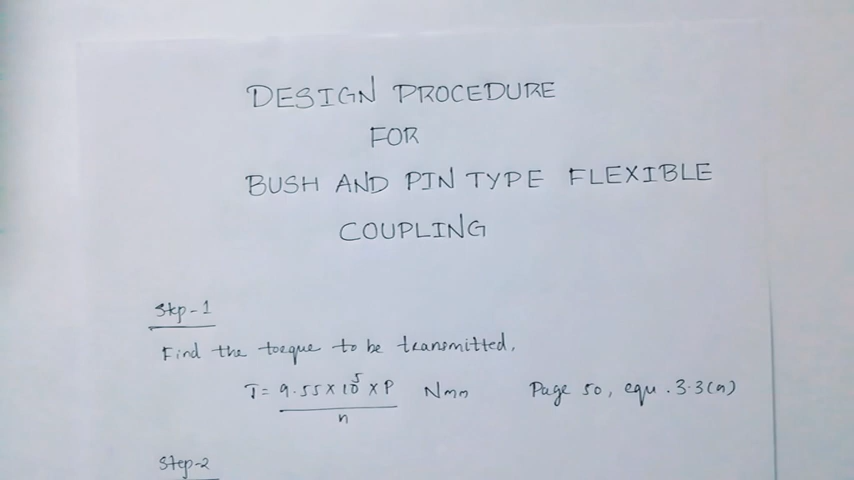 DESIGN PROCEDURE
FOR
BUSH AND PIN TYPE FLEXIBLE
COUPLING
Step-1
Find the torque to be transmitted.
T = 9.55 × 10^5 × P / n Nmm Page 50, equ. 3.3(a)
Step-2